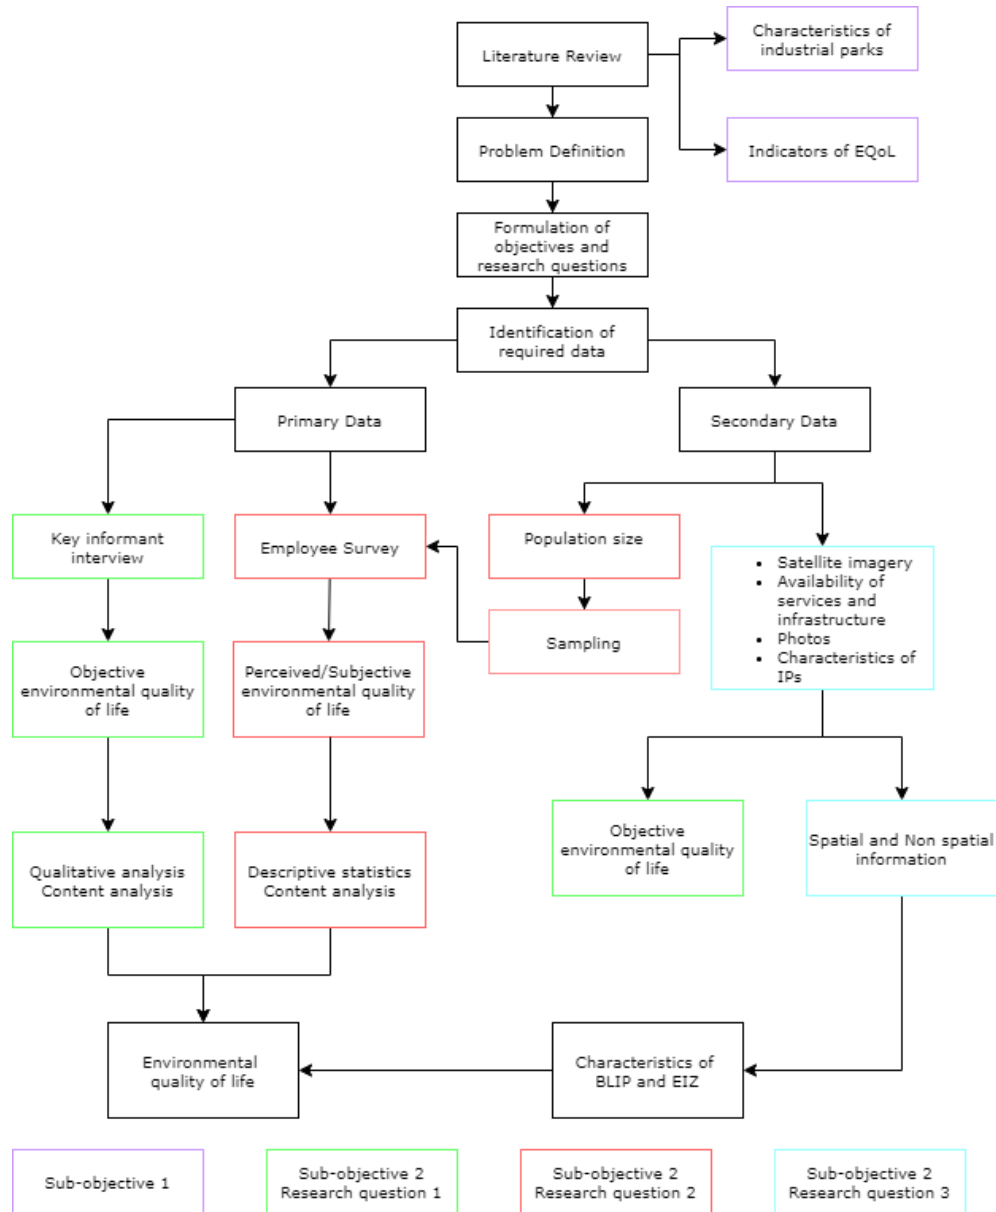 Literature Review
Characteristics of
industrial parks
Problem Definition
Indicators of EQoL
Formulation of
objectives and
research questions
Identification of
required data
Primary Data
Secondary Data
Key informant
interview
Employee Survey
Population size
• Satellite imagery
• Availability of
services and
infrastructure
• Photos
• Characteristics of
IPs
Sampling
Objective
environmental quality
of life
Perceived/Subjective
environmental quality
of life
Objective
environmental quality
of life
Spatial and Non spatial
information
Qualitative analysis
Content analysis
Descriptive statistics
Content analysis
Environmental
quality of life
Characteristics of
BLIP and EIZ
Sub-objective 1
Sub-objective 2
Research question 1
Sub-objective 2
Research question 2
Sub-objective 2
Research question 3